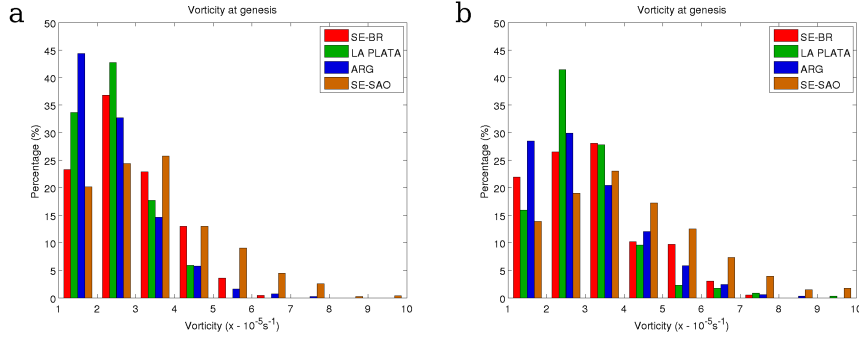 a
Vorticity at genesis
50
45
40
35
30
25
20
15
10
5
0
Percentage (%)
SE-BR
LA PLATA
ARG
SE-SAO
1 2 3 4 5 6 7 8 9 10
Vorticity (x - 10⁻⁵s⁻¹)
b
Vorticity at genesis
50
45
40
35
30
25
20
15
10
5
0
Percentage (%)
SE-BR
LA PLATA
ARG
SE-SAO
1 2 3 4 5 6 7 8 9 10
Vorticity (x - 10⁻⁵s⁻¹)